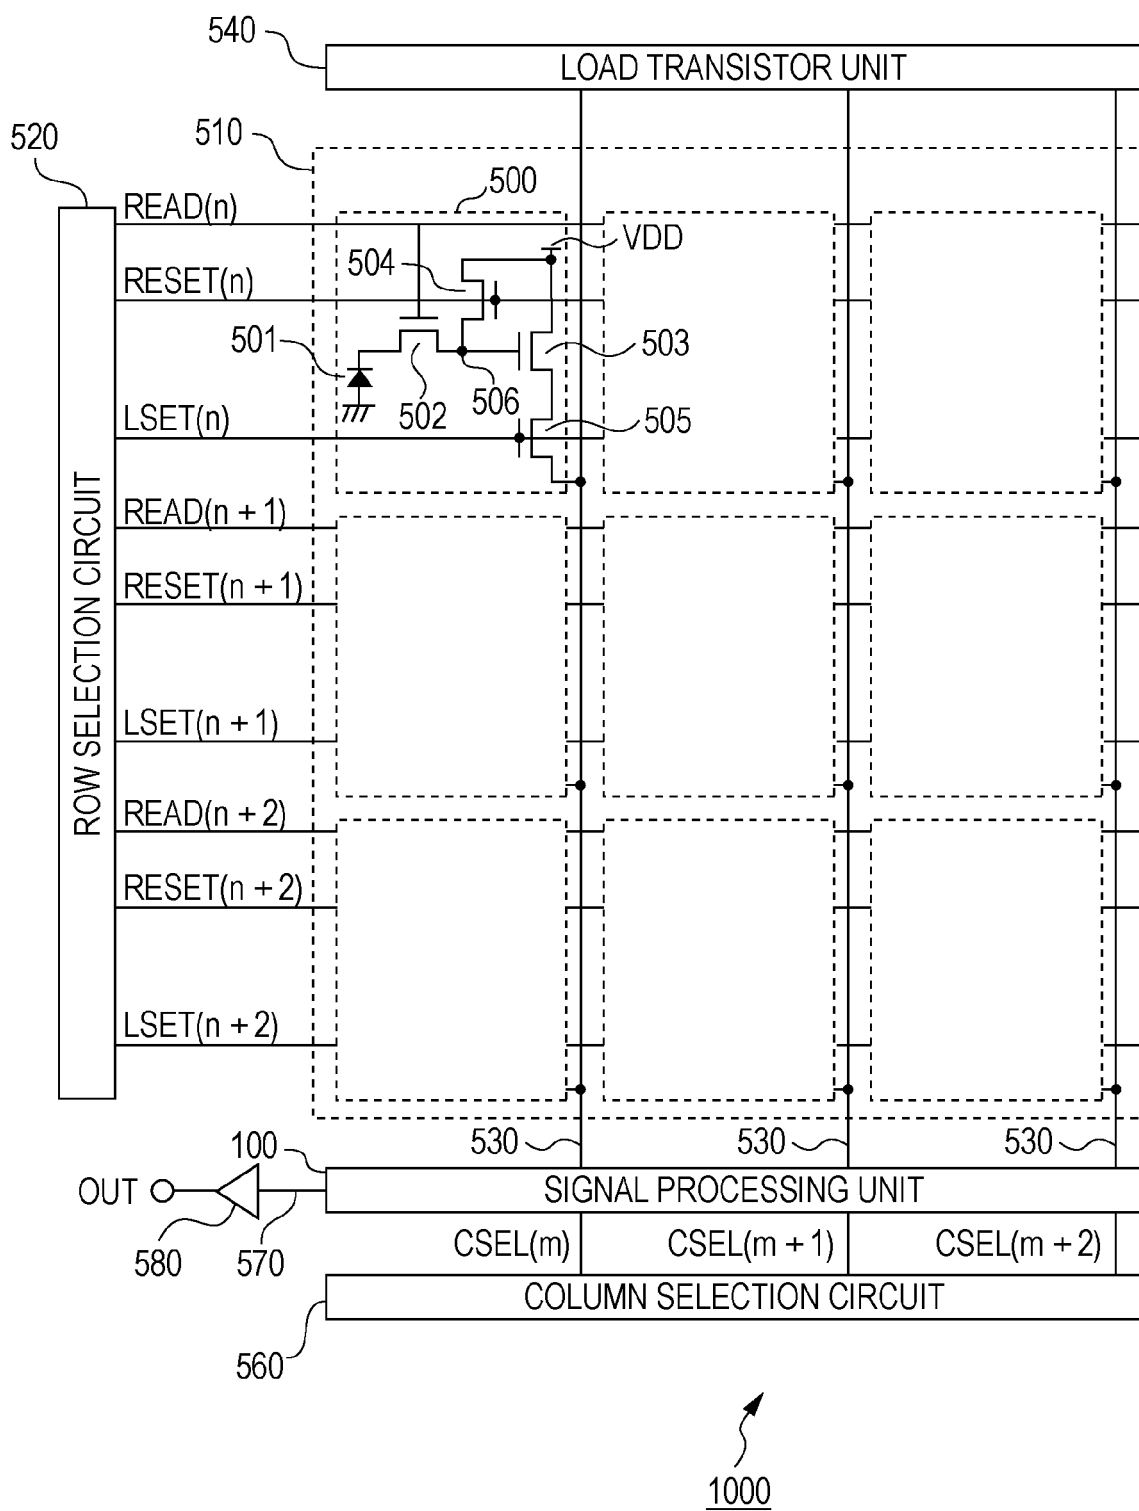 540
LOAD TRANSISTOR UNIT
520
510
READ(n)
500
VDD
504
RESET(n)
501
503
506
502
LSET(n)
505
READ(n + 1)
RESET(n + 1)
ROW SELECTION CIRCUIT
LSET(n + 1)
READ(n + 2)
RESET(n + 2)
LSET(n + 2)
100
530
530
530
OUT
SIGNAL PROCESSING UNIT
580
570
CSEL(m)
CSEL(m + 1)
CSEL(m + 2)
COLUMN SELECTION CIRCUIT
560
1000